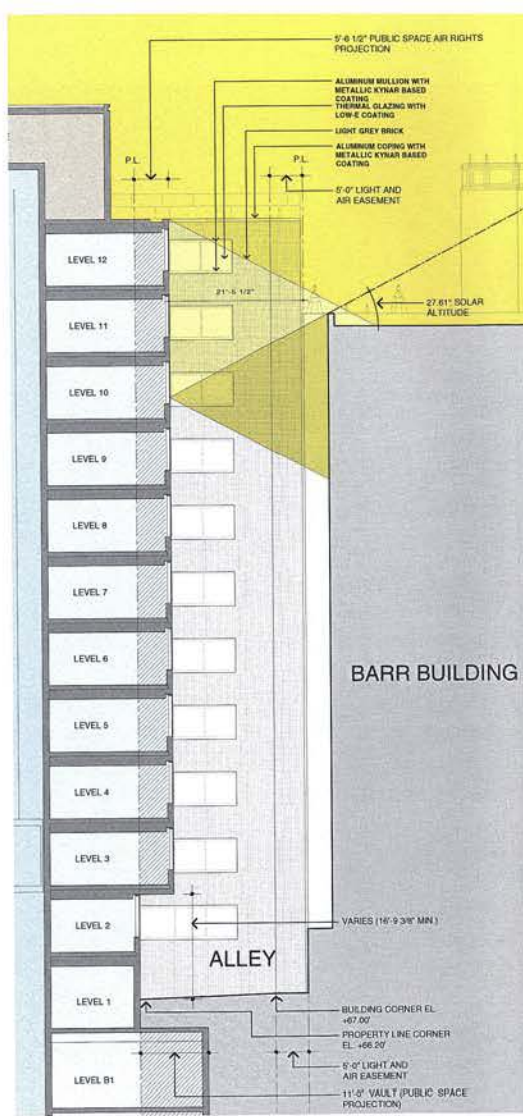 5'-6 1/2" PUBLIC SPACE AIR RIGHTS
PROJECTION
ALUMINUM MULLION WITH
METALLIC KYNAR BASED
COATING
THERMAL GLAZING WITH
LOW-E COATING
LIGHT GREY BRICK
ALUMINUM COPING WITH
METALLIC KYNAR BASED
COATING
P.L.
P.L.
5'-0" LIGHT AND
AIR EASEMENT
LEVEL 12
21'-5 1/2"
27.61° SOLAR
ALTITUDE
LEVEL 11
LEVEL 10
LEVEL 9
LEVEL 8
LEVEL 7
LEVEL 6
BARR BUILDING
LEVEL 5
LEVEL 4
LEVEL 3
LEVEL 2
VARIES (16'-9 3/8" MIN.)
ALLEY
LEVEL 1
BUILDING CORNER EL.
+67.00'
PROPERTY LINE CORNER
EL. +66.20'
LEVEL B1
5'-0" LIGHT AND
AIR EASEMENT
11'-0" VAULT (PUBLIC SPACE
PROJECTION)